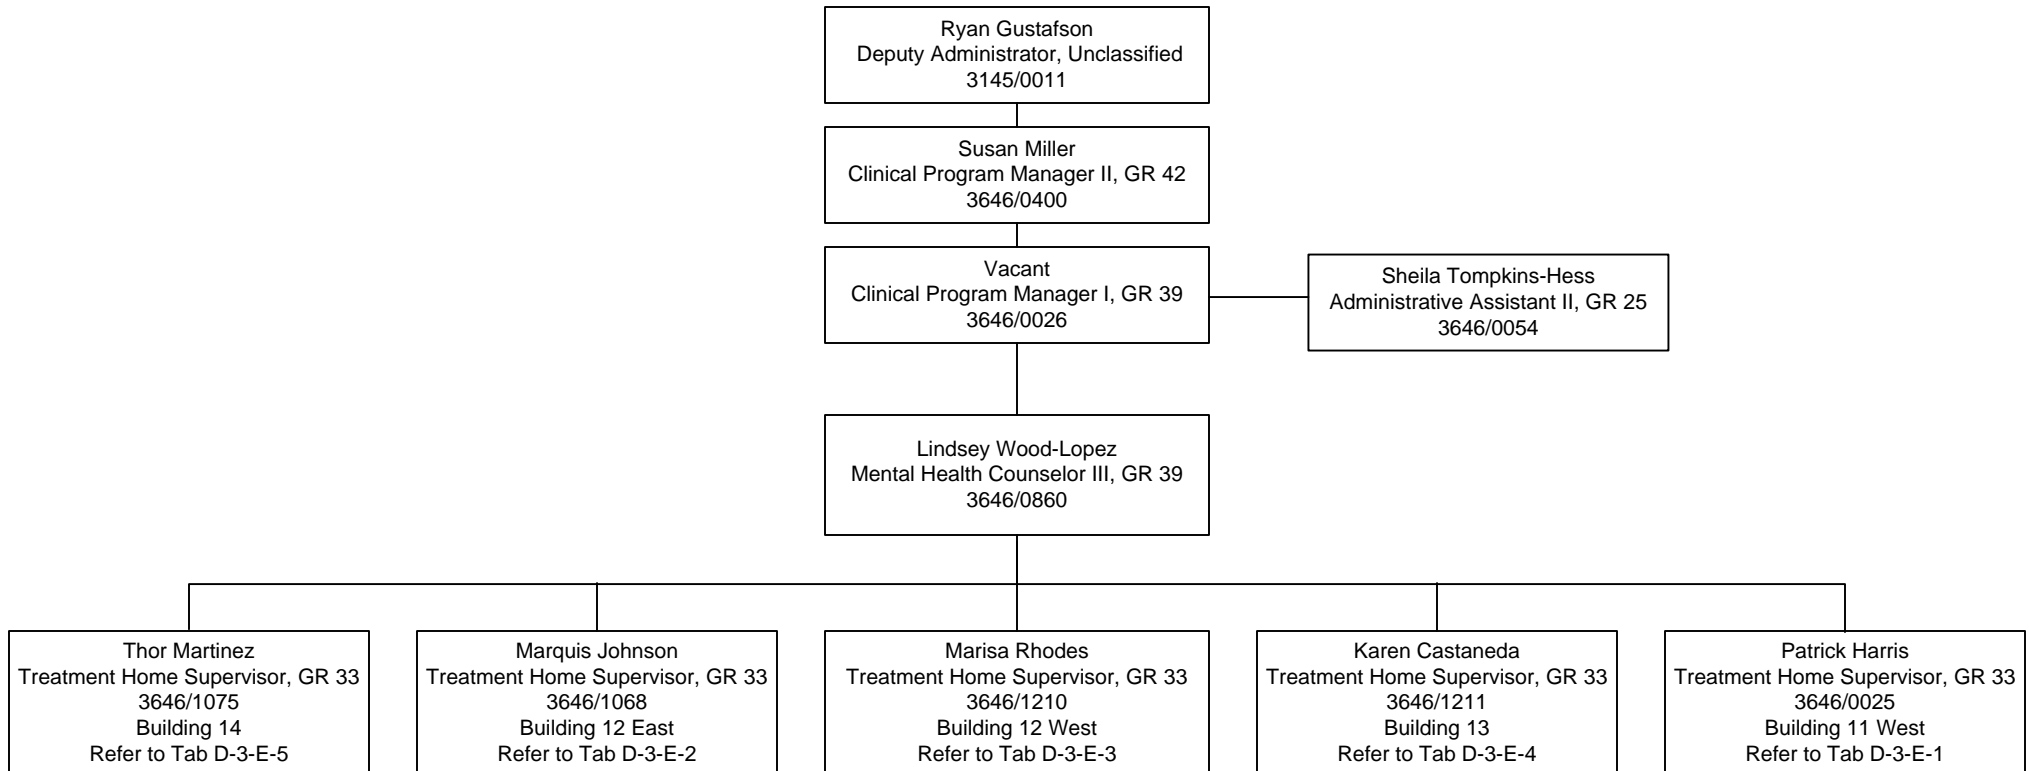 Ryan Gustafson
Deputy Administrator, Unclassified
3145/0011
Susan Miller
Clinical Program Manager II, GR 42
3646/0400
Vacant
Clinical Program Manager I, GR 39
3646/0026
Sheila Tompkins-Hess
Administrative Assistant II, GR 25
3646/0054
Lindsey Wood-Lopez
Mental Health Counselor III, GR 39
3646/0860
Thor Martinez
Treatment Home Supervisor, GR 33
3646/1075
Building 14
Refer to Tab D-3-E-5
Marquis Johnson
Treatment Home Supervisor, GR 33
3646/1068
Building 12 East
Refer to Tab D-3-E-2
Marisa Rhodes
Treatment Home Supervisor, GR 33
3646/1210
Building 12 West
Refer to Tab D-3-E-3
Karen Castaneda
Treatment Home Supervisor, GR 33
3646/1211
Building 13
Refer to Tab D-3-E-4
Patrick Harris
Treatment Home Supervisor, GR 33
3646/0025
Building 11 West
Refer to Tab D-3-E-1